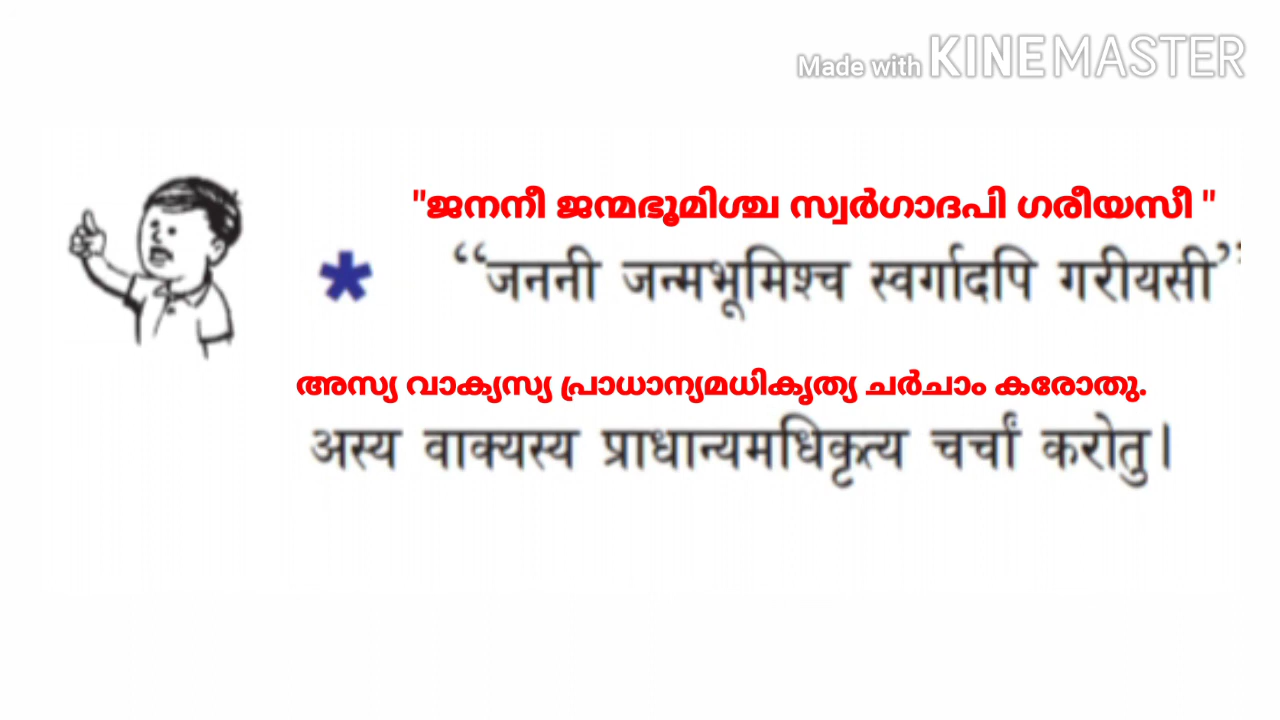 Made with KINEMASTER
"ജനനീ ജന്മഭൂമിശ്ച സ്വർഗാദപി ഗരീയസീ "
* “जननी जन्मभूमिश्च स्वर्गादपि गरीयसी”
അസ്യ വാക്യസ്യ പ്രാധാന്യമധികൃത്യ ചർചാം കരോതു.
अस्य वाक्यस्य प्राधान्यमधिकृत्य चर्चां करोतु।